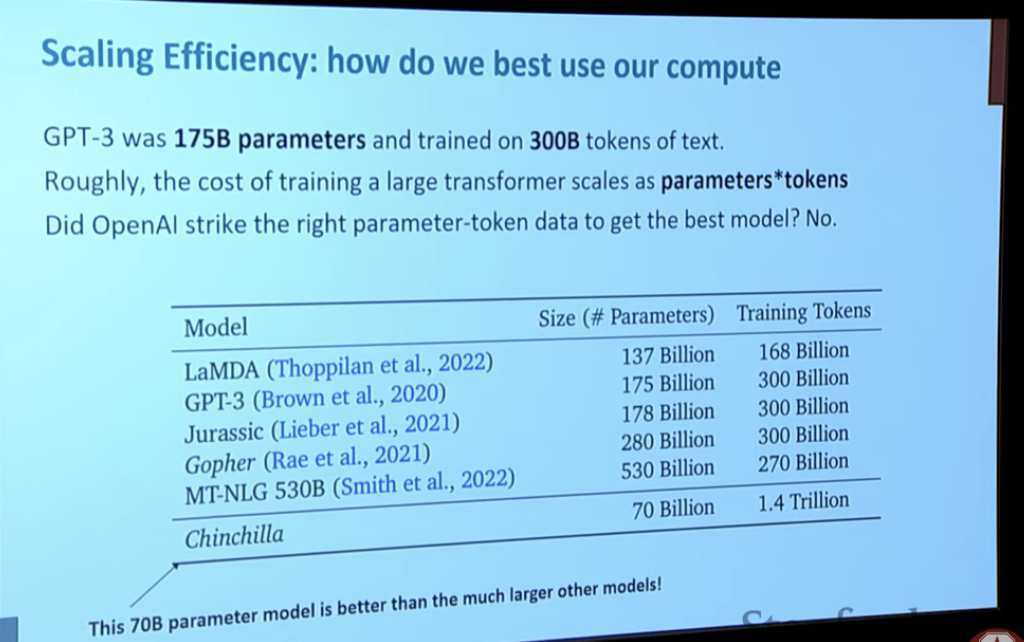 Scaling Efficiency: how do we best use our compute
GPT-3 was 175B parameters and trained on 300B tokens of text.
Roughly, the cost of training a large transformer scales as parameters*tokens
Did OpenAI strike the right parameter-token data to get the best model? No.
Model Size (# Parameters) Training Tokens
LaMDA (Thoppilan et al., 2022) 137 Billion 168 Billion
GPT-3 (Brown et al., 2020) 175 Billion 300 Billion
Jurassic (Lieber et al., 2021) 178 Billion 300 Billion
Gopher (Rae et al., 2021) 280 Billion 300 Billion
MT-NLG 530B (Smith et al., 2022) 530 Billion 270 Billion
Chinchilla 70 Billion 1.4 Trillion
This 70B parameter model is better than the much larger other models!